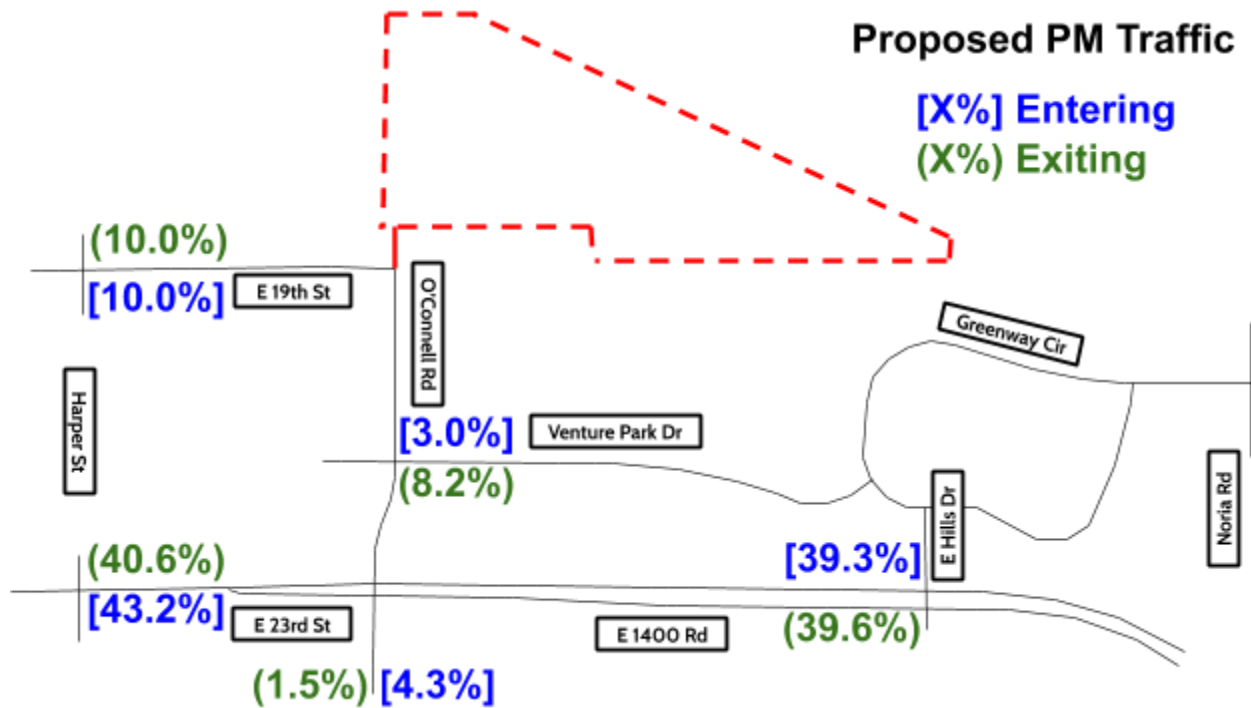 Proposed PM Traffic
[X%] Entering
(X%) Exiting
(10.0%)
[10.0%]
E 19th St
O'Connell Rd
Greenway Cir
Harper St
[3.0%]
Venture Park Dr
(8.2%)
E Hills Dr
Noria Rd
(40.6%)
[43.2%]
E 23rd St
[39.3%]
(39.6%)
E 1400 Rd
(1.5%)
[4.3%]